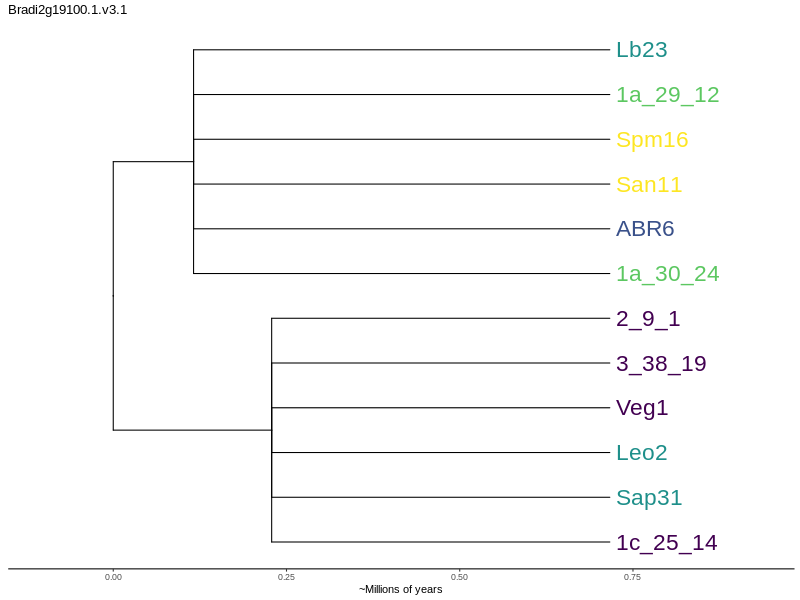 Bradi2g19100.1.v3.1
Lb23
1a_29_12
Spm16
San11
ABR6
1a_30_24
2_9_1
3_38_19
Veg1
Leo2
Sap31
1c_25_14
0.00 0.25 0.50 0.75
~Millions of years